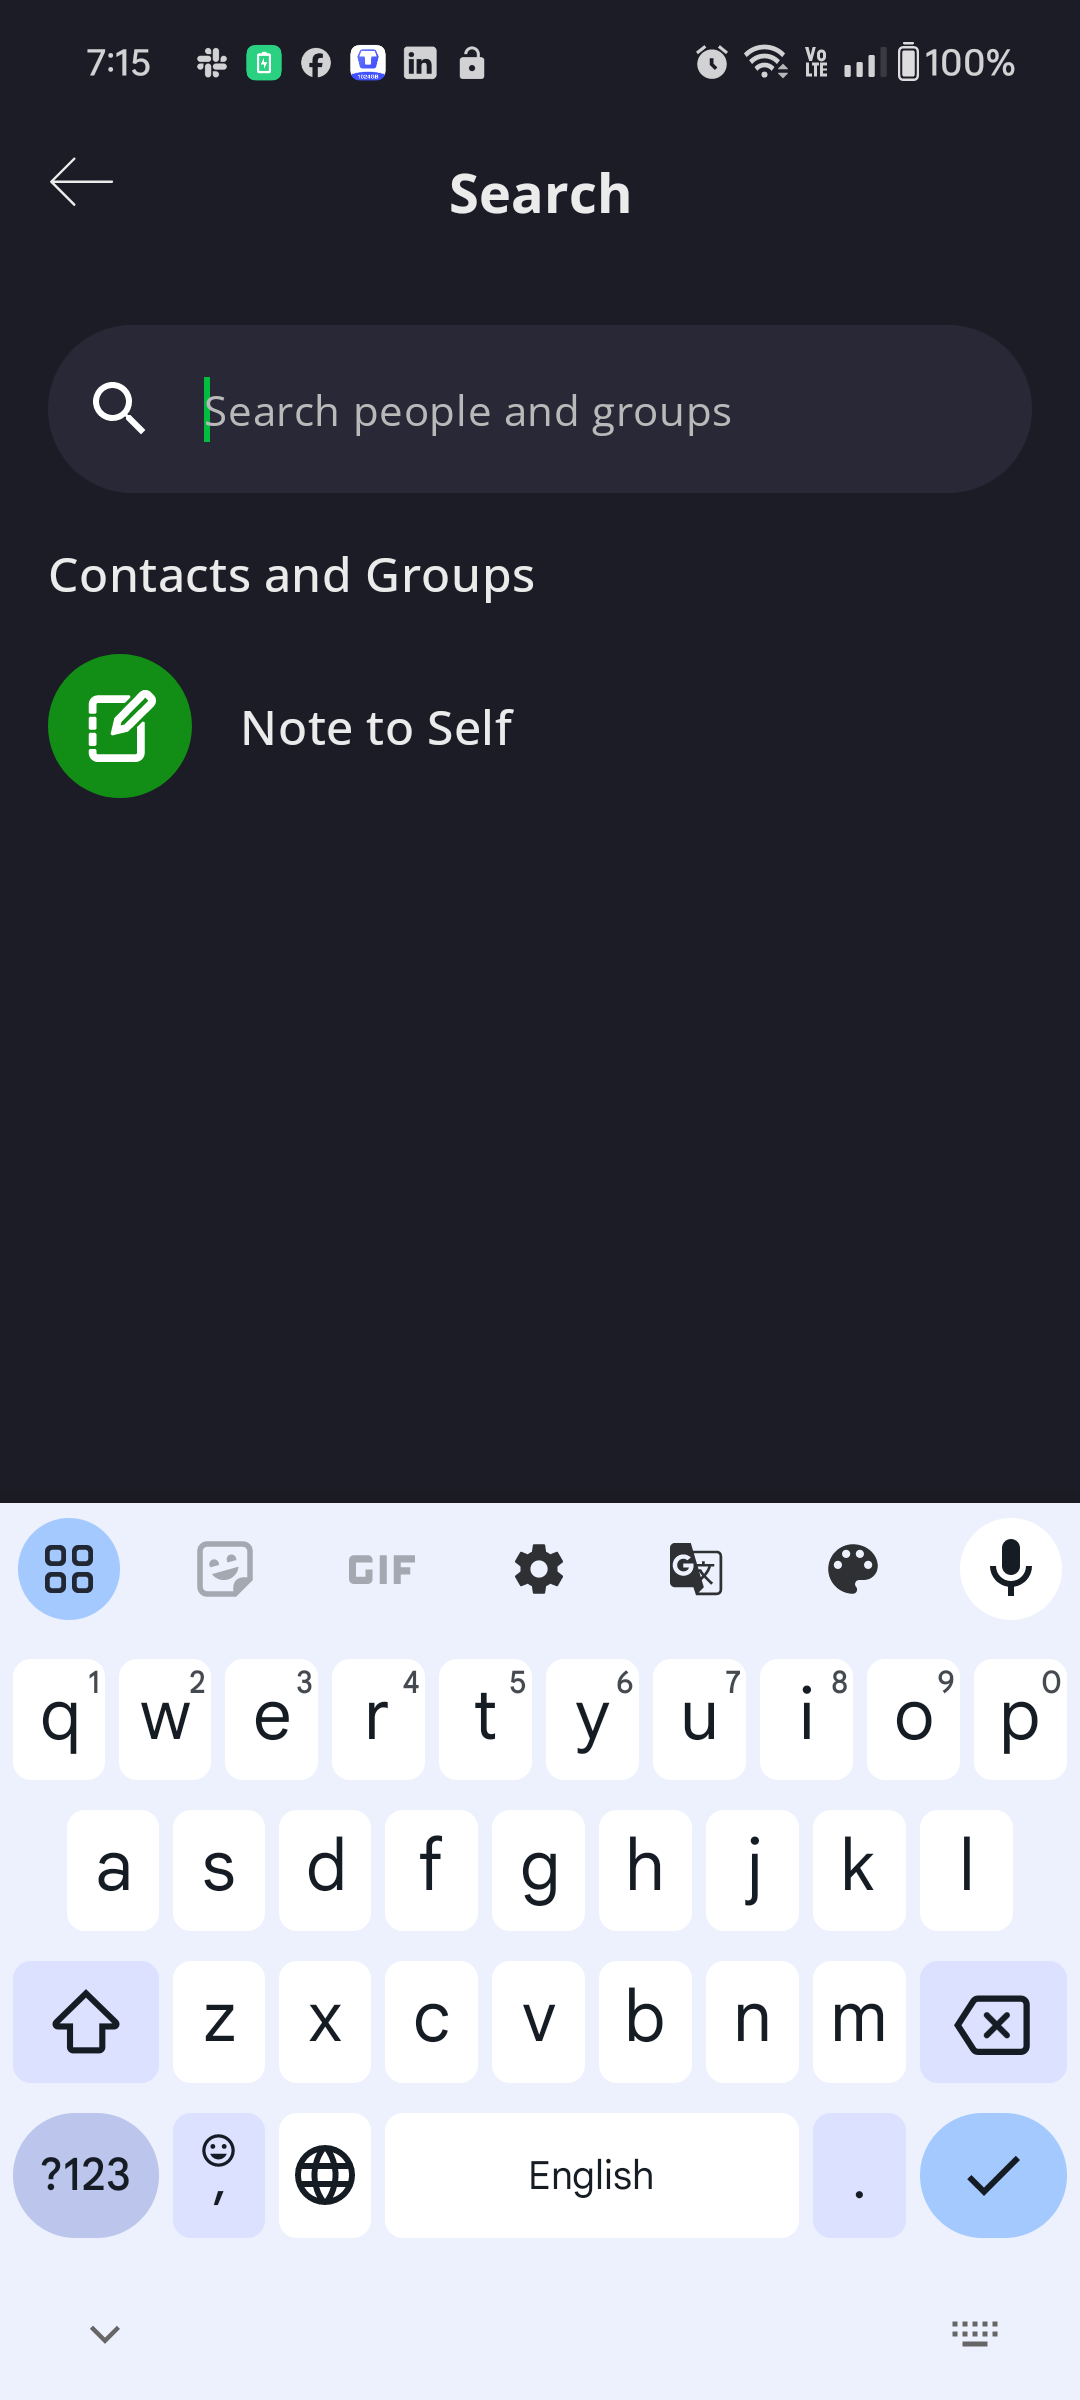 7:15 100%
Search
Search people and groups
Contacts and Groups
Note to Self
GIF
q1 w2 e3 r4 t5 y6 u7 i8 o9 p0
a s d f g h j k l
z x c v b n m
?123 , English .